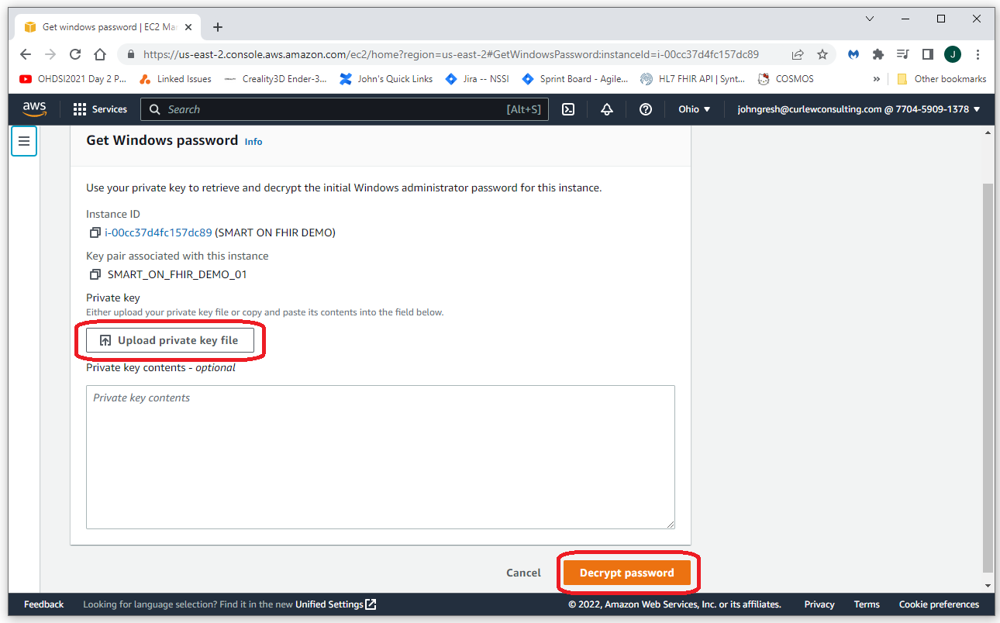 Get windows password | EC2 Ma
https://us-east-2.console.aws.amazon.com/ec2/home?region=us-east-2#GetWindowsPassword:instanceId=i-00cc37d4fc157dc89
J
OHDSI2021 Day 2 P... Linked Issues Creality3D Ender-3... John's Quick Links Jira -- NSSI Sprint Board - Agile... HL7 FHIR API | Synt... COSMOS » Other bookmarks
aws Services Search [Alt+S] Ohio johngresh@curlewconsulting.com @ 7704-5909-1378
Get Windows password Info
Use your private key to retrieve and decrypt the initial Windows administrator password for this instance.
Instance ID
i-00cc37d4fc157dc89 (SMART ON FHIR DEMO)
Key pair associated with this instance
SMART_ON_FHIR_DEMO_01
Private key
Either upload your private key file or copy and paste its contents into the field below.
Upload private key file
Private key contents - optional
Private key contents
Cancel Decrypt password
Feedback Looking for language selection? Find it in the new Unified Settings © 2022, Amazon Web Services, Inc. or its affiliates. Privacy Terms Cookie preferences